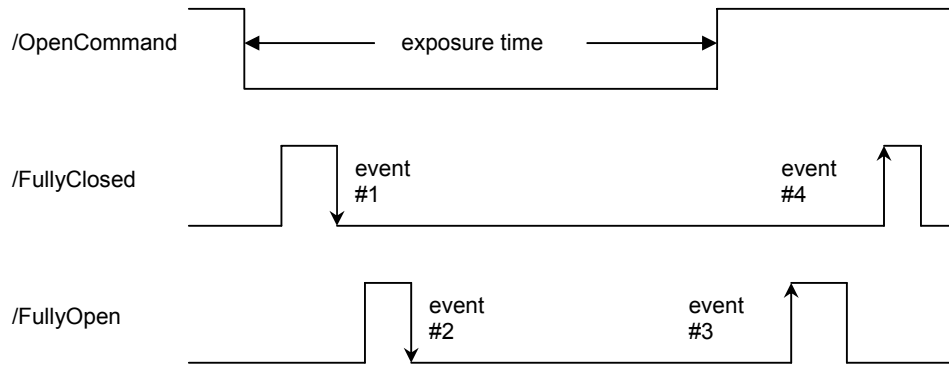 /OpenCommand
exposure time
/FullyClosed
event
#1
event
#4
/FullyOpen
event
#2
event
#3